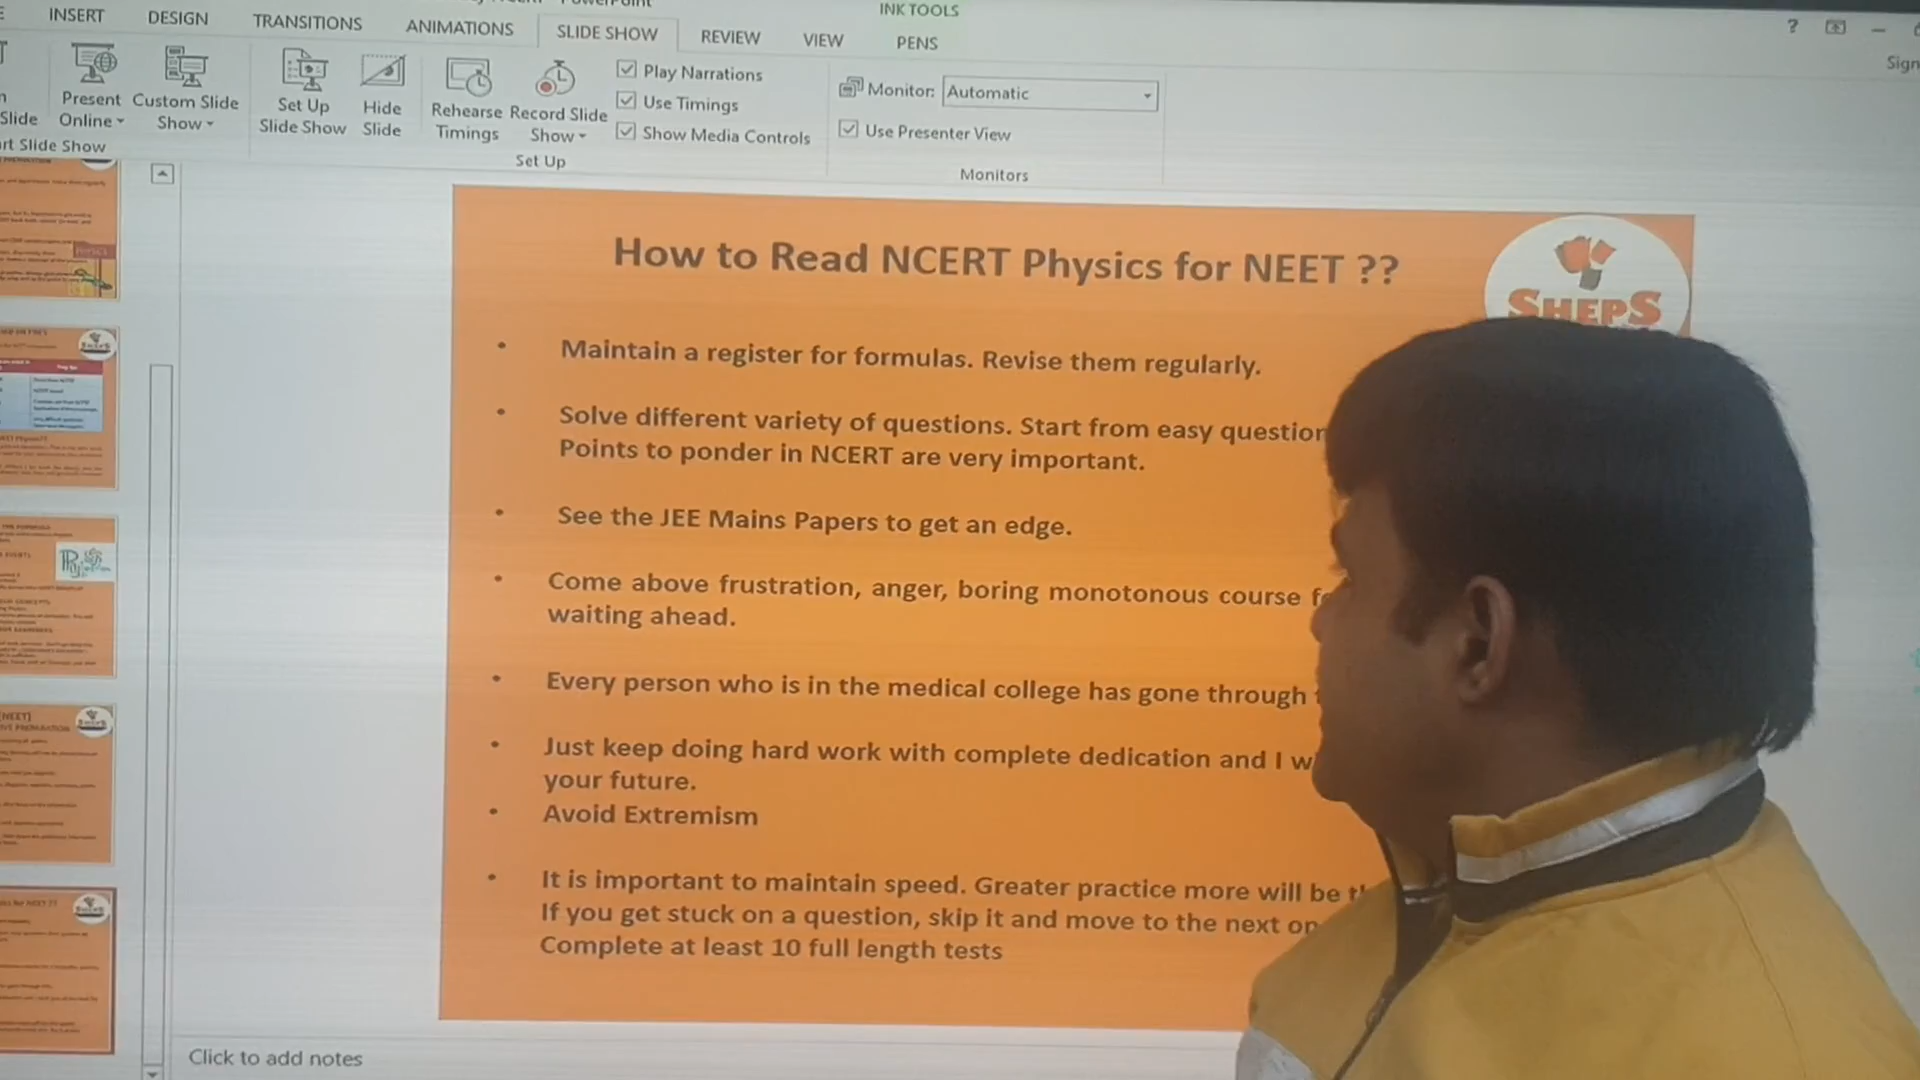 INK TOOLS
INSERT
DESIGN
TRANSITIONS
ANIMATIONS
SLIDE SHOW
REVIEW
VIEW
PENS
?
Sign
Slide
Present
Online
Custom Slide
Show
Set Up
Slide Show
Hide
Slide
Rehearse
Timings
Record Slide
Show
Play Narrations
Use Timings
Show Media Controls
Monitor: Automatic
Use Presenter View
rt Slide Show
Set Up
Monitors
How to Read NCERT Physics for NEET ??
SHEPS
• Maintain a register for formulas. Revise them regularly.
• Solve different variety of questions. Start from easy question
Points to ponder in NCERT are very important.
• See the JEE Mains Papers to get an edge.
• Come above frustration, anger, boring monotonous course
waiting ahead.
• Every person who is in the medical college has gone through
• Just keep doing hard work with complete dedication and I w
your future.
• Avoid Extremism
• It is important to maintain speed. Greater practice more will be
If you get stuck on a question, skip it and move to the next on
Complete at least 10 full length tests
Click to add notes